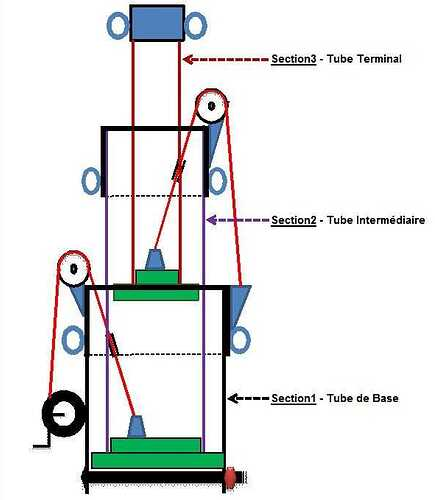 Section3 - Tube Terminal
Section2 - Tube Intermédiaire
Section1 - Tube de Base